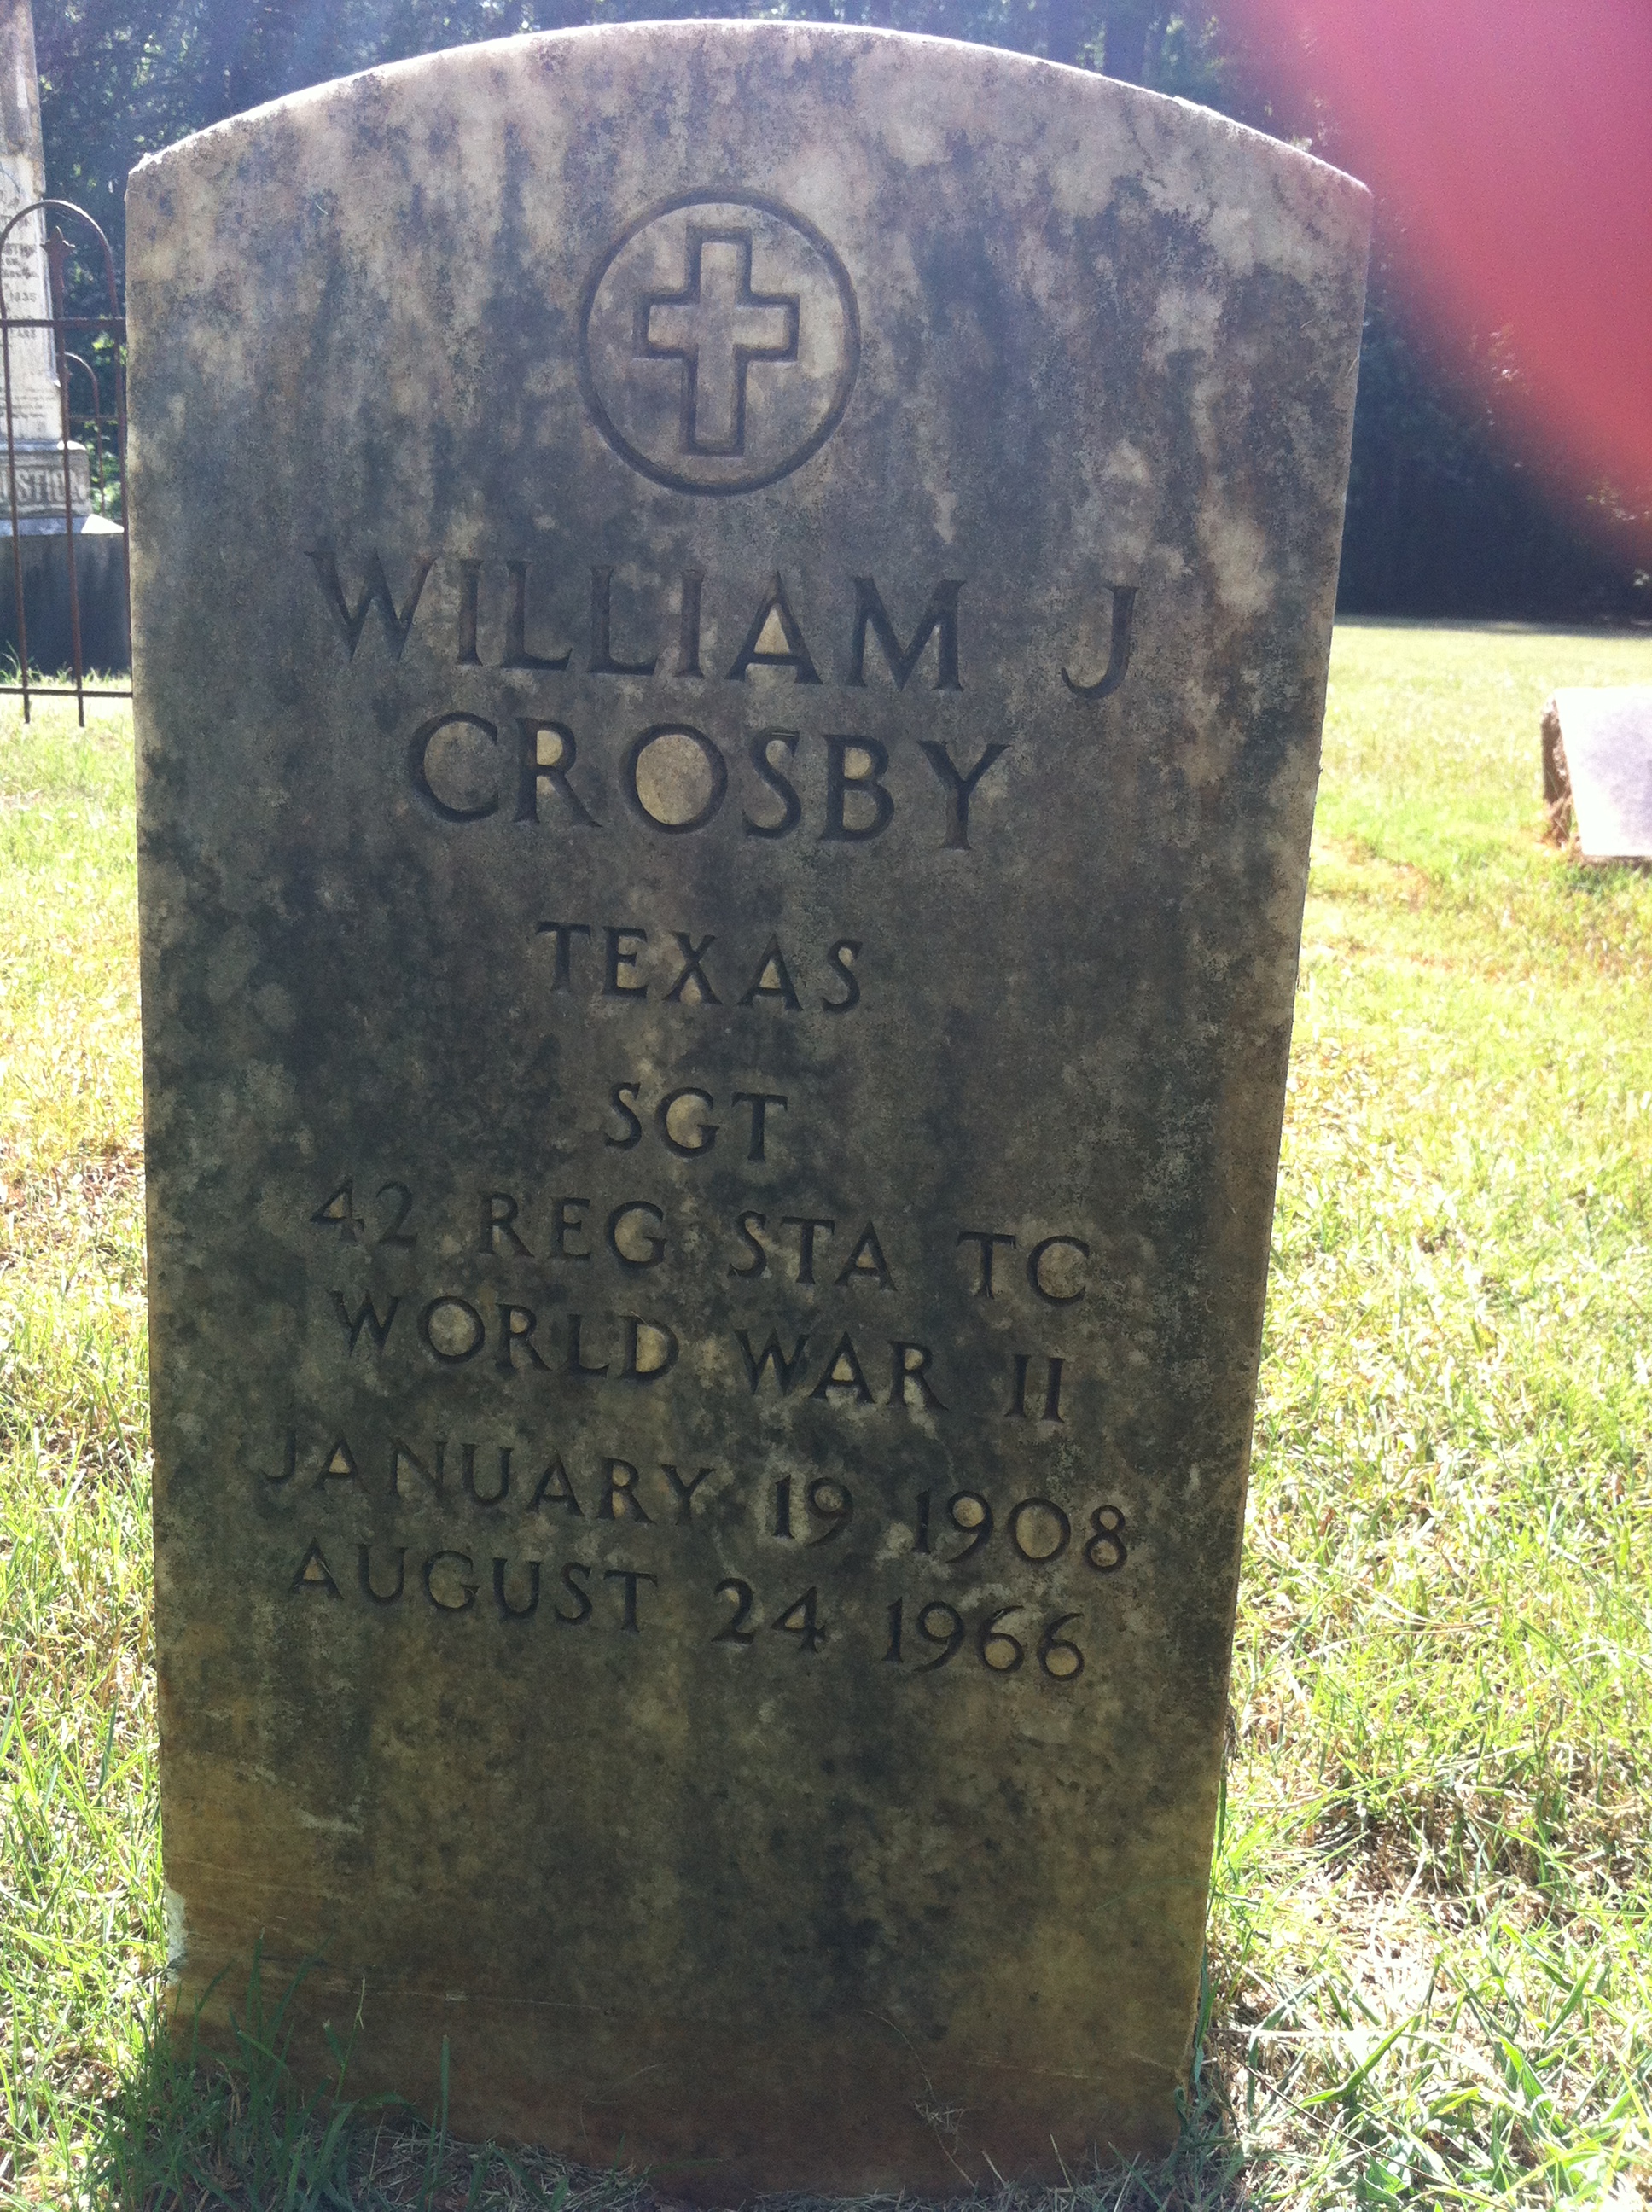 WILLIAM J
CROSBY
TEXAS
SGT
42 REG STA TC
WORLD WAR II
JANUARY 19 1908
AUGUST 24 1966